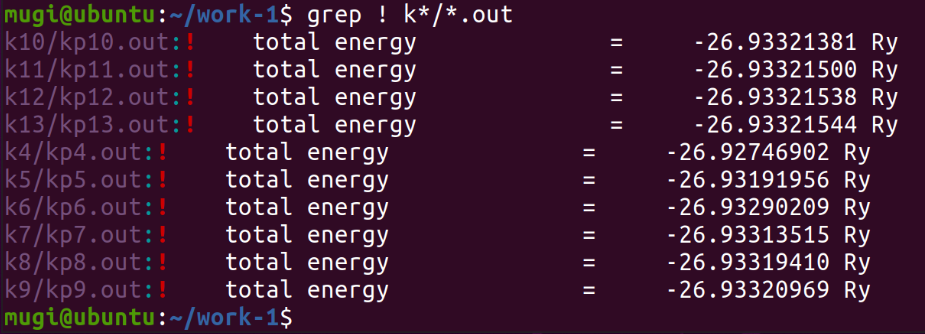 mugi@ubuntu:~/work-1$ grep ! k*/*.out
k10/kp10.out:!    total energy              =     -26.93321381 Ry
k11/kp11.out:!    total energy              =     -26.93321500 Ry
k12/kp12.out:!    total energy              =     -26.93321538 Ry
k13/kp13.out:!    total energy              =     -26.93321544 Ry
k4/kp4.out:!    total energy              =     -26.92746902 Ry
k5/kp5.out:!    total energy              =     -26.93191956 Ry
k6/kp6.out:!    total energy              =     -26.93290209 Ry
k7/kp7.out:!    total energy              =     -26.93313515 Ry
k8/kp8.out:!    total energy              =     -26.93319410 Ry
k9/kp9.out:!    total energy              =     -26.93320969 Ry
mugi@ubuntu:~/work-1$